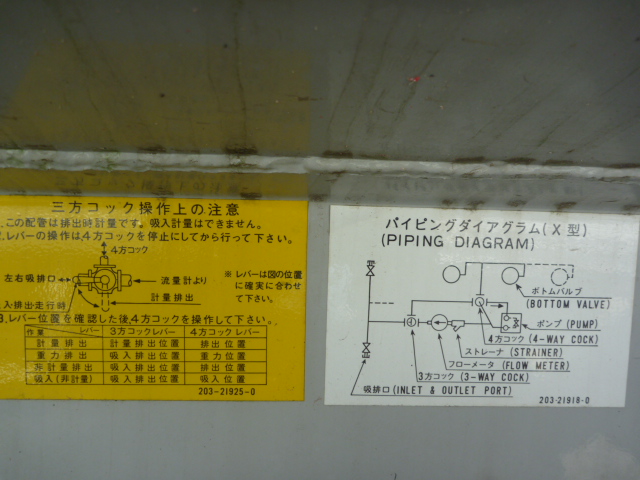 三方コック操作上の注意
この配管は排出時計量です。吸入計量はできません。
レバーの操作は4方コックを停止にしてから行って下さい。
4方コック
左右吸排口
流量計より
計量排出
※レバーは図の位置
に確実に合わせ
て下さい。
入排出走行時
レバー位置を確認した後,4方コックを操作して下さい。
作業 レバー 3方コックレバー 4方コックレバー
計量排出 計量排出位置 排出位置
重力排出 吸入排出位置 重力位置
非計量排出 吸入排出位置 排出位置
吸入(非計量) 吸入排出位置 吸入位置
203-21925-0
パイピングダイアグラム(X型)
(PIPING DIAGRAM)
ボトムバルブ
(BOTTOM VALVE)
ポンプ (PUMP)
4方コック (4-WAY COCK)
ストレーナ (STRAINER)
フローメータ (FLOW METER)
3方コック (3-WAY COCK)
吸排口 (INLET & OUTLET PORT)
203-21918-0